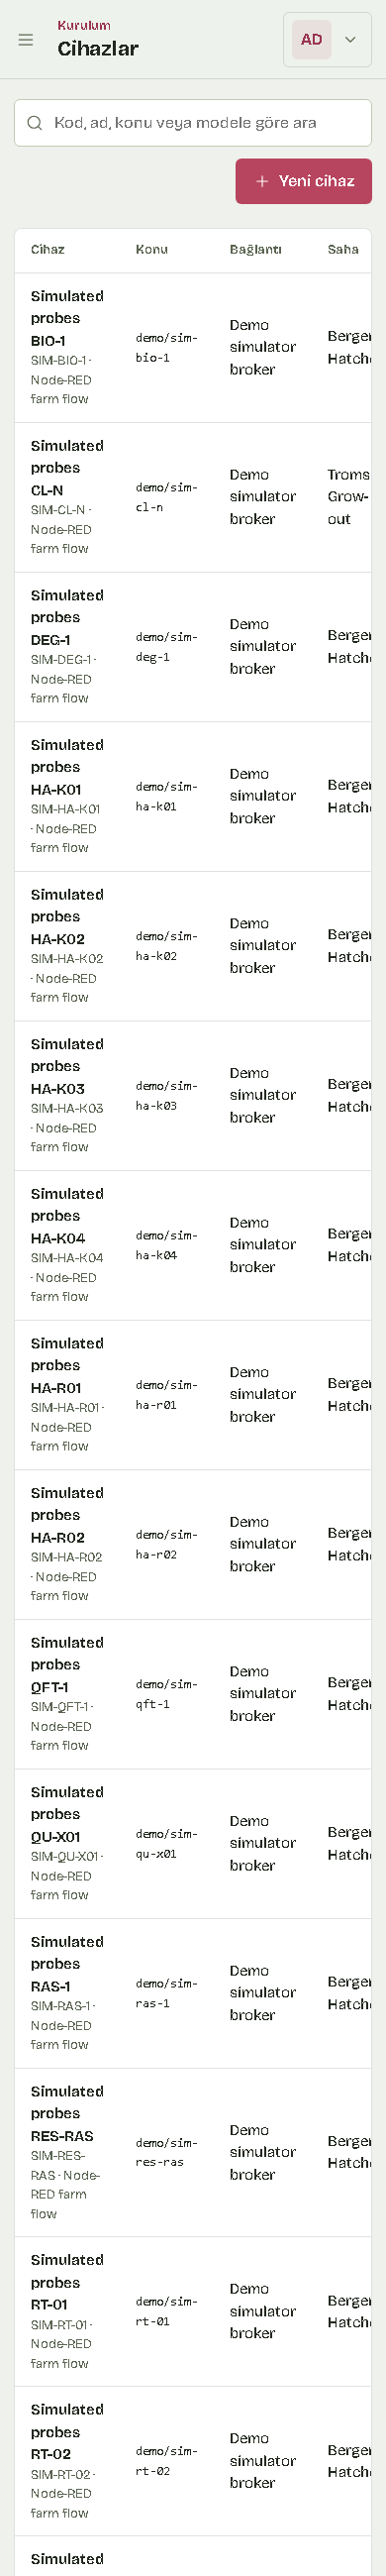 Kurulum
Cihazlar
AD
Kod, ad, konu veya modele göre ara
Yeni cihaz
Cihaz Konu Bağlantı Saha
Simulated
probes
BIO-1
SIM-BIO-1 ·
Node-RED
farm flow
demo/sim-
bio-1
Demo
simulator
broker
Simulated
probes
CL-N
SIM-CL-N ·
Node-RED
farm flow
demo/sim-
cl-n
Demo
simulator
broker
Grow-
out
Simulated
probes
DEG-1
SIM-DEG-1 ·
Node-RED
farm flow
demo/sim-
deg-1
Demo
simulator
broker
Simulated
probes
HA-K01
SIM-HA-K01
· Node-RED
farm flow
demo/sim-
ha-k01
Demo
simulator
broker
Simulated
probes
HA-K02
SIM-HA-K02
· Node-RED
farm flow
demo/sim-
ha-k02
Demo
simulator
broker
Simulated
probes
HA-K03
SIM-HA-K03
· Node-RED
farm flow
demo/sim-
ha-k03
Demo
simulator
broker
Simulated
probes
HA-K04
SIM-HA-K04
· Node-RED
farm flow
demo/sim-
ha-k04
Demo
simulator
broker
Simulated
probes
HA-R01
SIM-HA-R01 ·
Node-RED
farm flow
demo/sim-
ha-r01
Demo
simulator
broker
Simulated
probes
HA-R02
SIM-HA-R02
· Node-RED
farm flow
demo/sim-
ha-r02
Demo
simulator
broker
Simulated
probes
QFT-1
SIM-QFT-1 ·
Node-RED
farm flow
demo/sim-
qft-1
Demo
simulator
broker
Simulated
probes
QU-X01
SIM-QU-X01 ·
Node-RED
farm flow
demo/sim-
qu-x01
Demo
simulator
broker
Simulated
probes
RAS-1
SIM-RAS-1 ·
Node-RED
farm flow
demo/sim-
ras-1
Demo
simulator
broker
Simulated
probes
RES-RAS
SIM-RES-
RAS · Node-
RED farm
flow
demo/sim-
res-ras
Demo
simulator
broker
Simulated
probes
RT-01
SIM-RT-01 ·
Node-RED
farm flow
demo/sim-
rt-01
Demo
simulator
broker
Simulated
probes
RT-02
SIM-RT-02 ·
Node-RED
farm flow
demo/sim-
rt-02
Demo
simulator
broker
Simulated